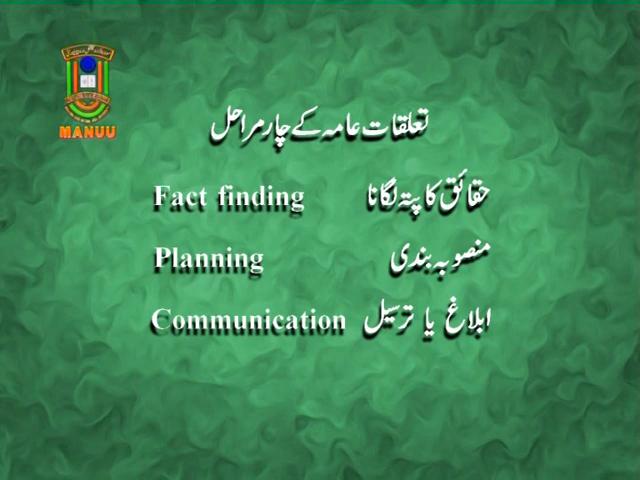 MANUU
تعلقات عامہ کے چار مراحل
Fact finding حقائق کا پتہ لگانا
Planning منصوبہ بندی
Communication ابلاغ یا ترسیل